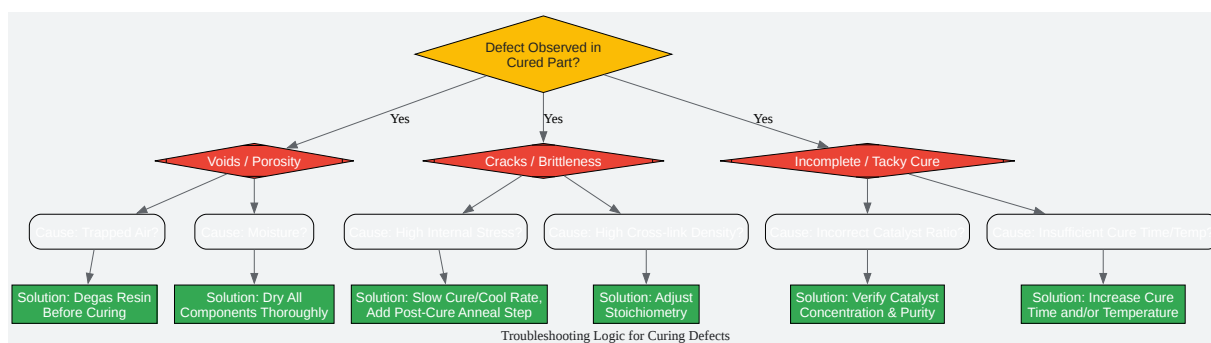 Defect Observed in
Cured Part?
Yes
Yes
Yes
Voids / Porosity
Cracks / Brittleness
Incomplete / Tacky Cure
Cause: Trapped Air?
Cause: Moisture?
Cause: High Internal Stress?
Cause: High Cross-link Density?
Cause: Incorrect Catalyst Ratio?
Cause: Insufficient Cure Time/Temp?
Solution: Degas Resin
Before Curing
Solution: Dry All
Components Thoroughly
Solution: Slow Cure/Cool Rate,
Add Post-Cure Anneal Step
Solution: Adjust
Stoichiometry
Solution: Verify Catalyst
Concentration & Purity
Solution: Increase Cure
Time and/or Temperature
Troubleshooting Logic for Curing Defects